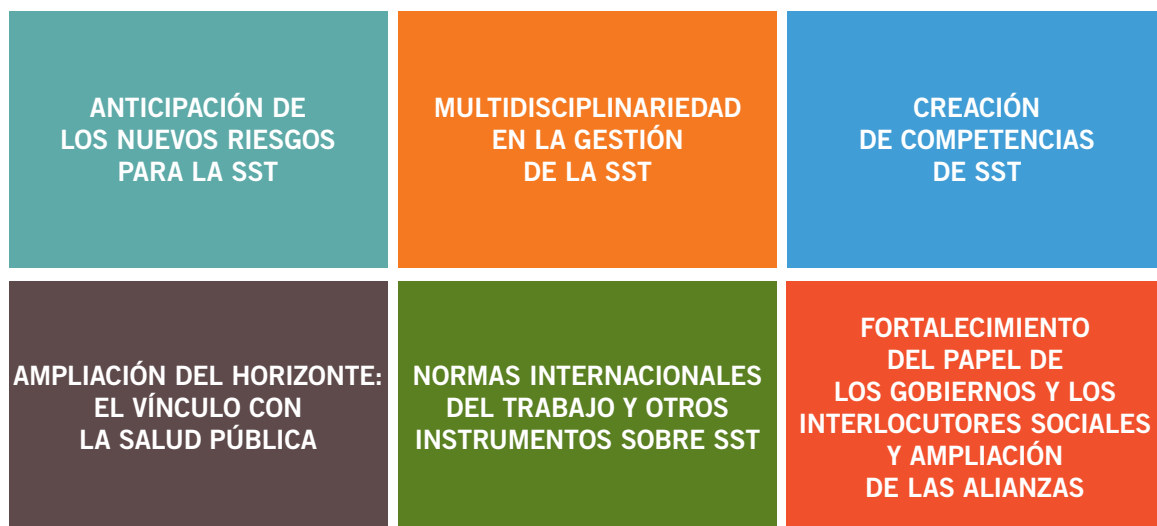 ANTICIPACIÓN DE
LOS NUEVOS RIESGOS
PARA LA SST
MULTIDISCIPLINARIEDAD
EN LA GESTIÓN
DE LA SST
CREACIÓN
DE COMPETENCIAS
DE SST
AMPLIACIÓN DEL HORIZONTE:
EL VÍNCULO CON
LA SALUD PÚBLICA
NORMAS INTERNACIONALES
DEL TRABAJO Y OTROS
INSTRUMENTOS SOBRE SST
FORTALECIMIENTO
DEL PAPEL DE
LOS GOBIERNOS Y LOS
INTERLOCUTORES SOCIALES
Y AMPLIACIÓN
DE LAS ALIANZAS